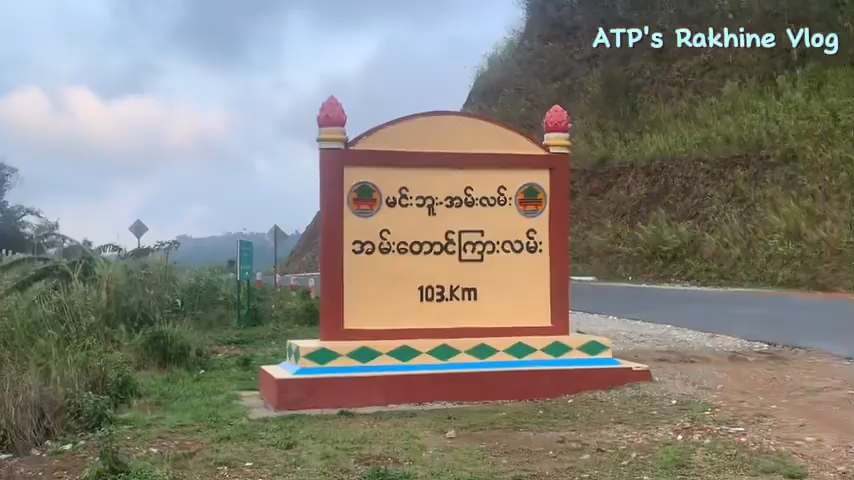 ATP's Rakhine Vlog
မင်းဘူး-အမ်းလမ်း
အမ်းတောင်ကြားလမ်း
103.Km